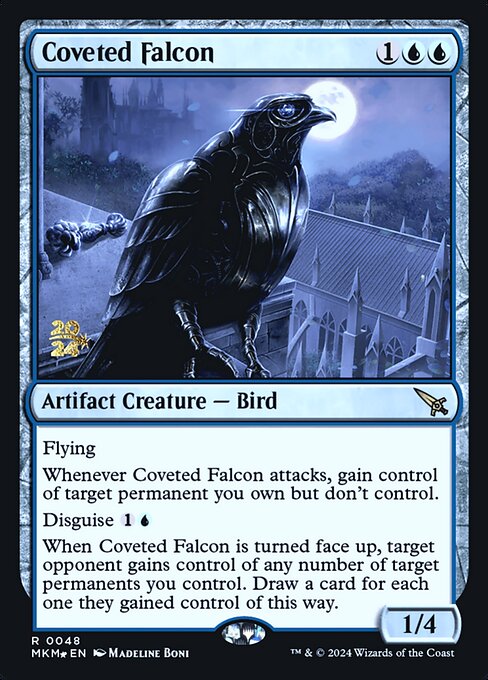 Coveted Falcon 1
2024
Artifact Creature — Bird
Flying
Whenever Coveted Falcon attacks, gain control
of target permanent you own but don't control.
Disguise 1
When Coveted Falcon is turned face up, target
opponent gains control of any number of target
permanents you control. Draw a card for each
one they gained control of this way.
1/4
R 0048
MKM★EN Madeline Boni
™ & © 2024 Wizards of the Coast